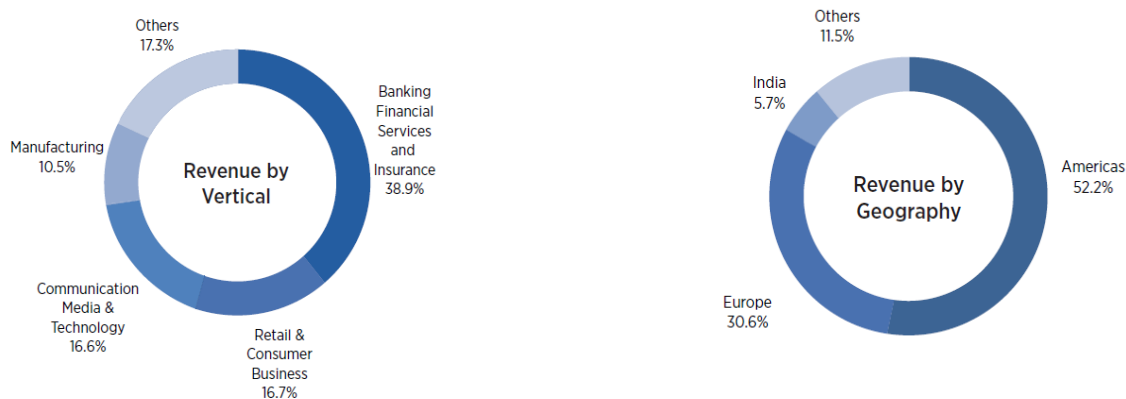 Others
17.3%
Banking
Financial
Services
and
Insurance
38.9%
Manufacturing
10.5%
Revenue by
Vertical
Communication
Media &
Technology
16.6%
Retail &
Consumer
Business
16.7%
Others
11.5%
India
5.7%
Americas
52.2%
Revenue by
Geography
Europe
30.6%